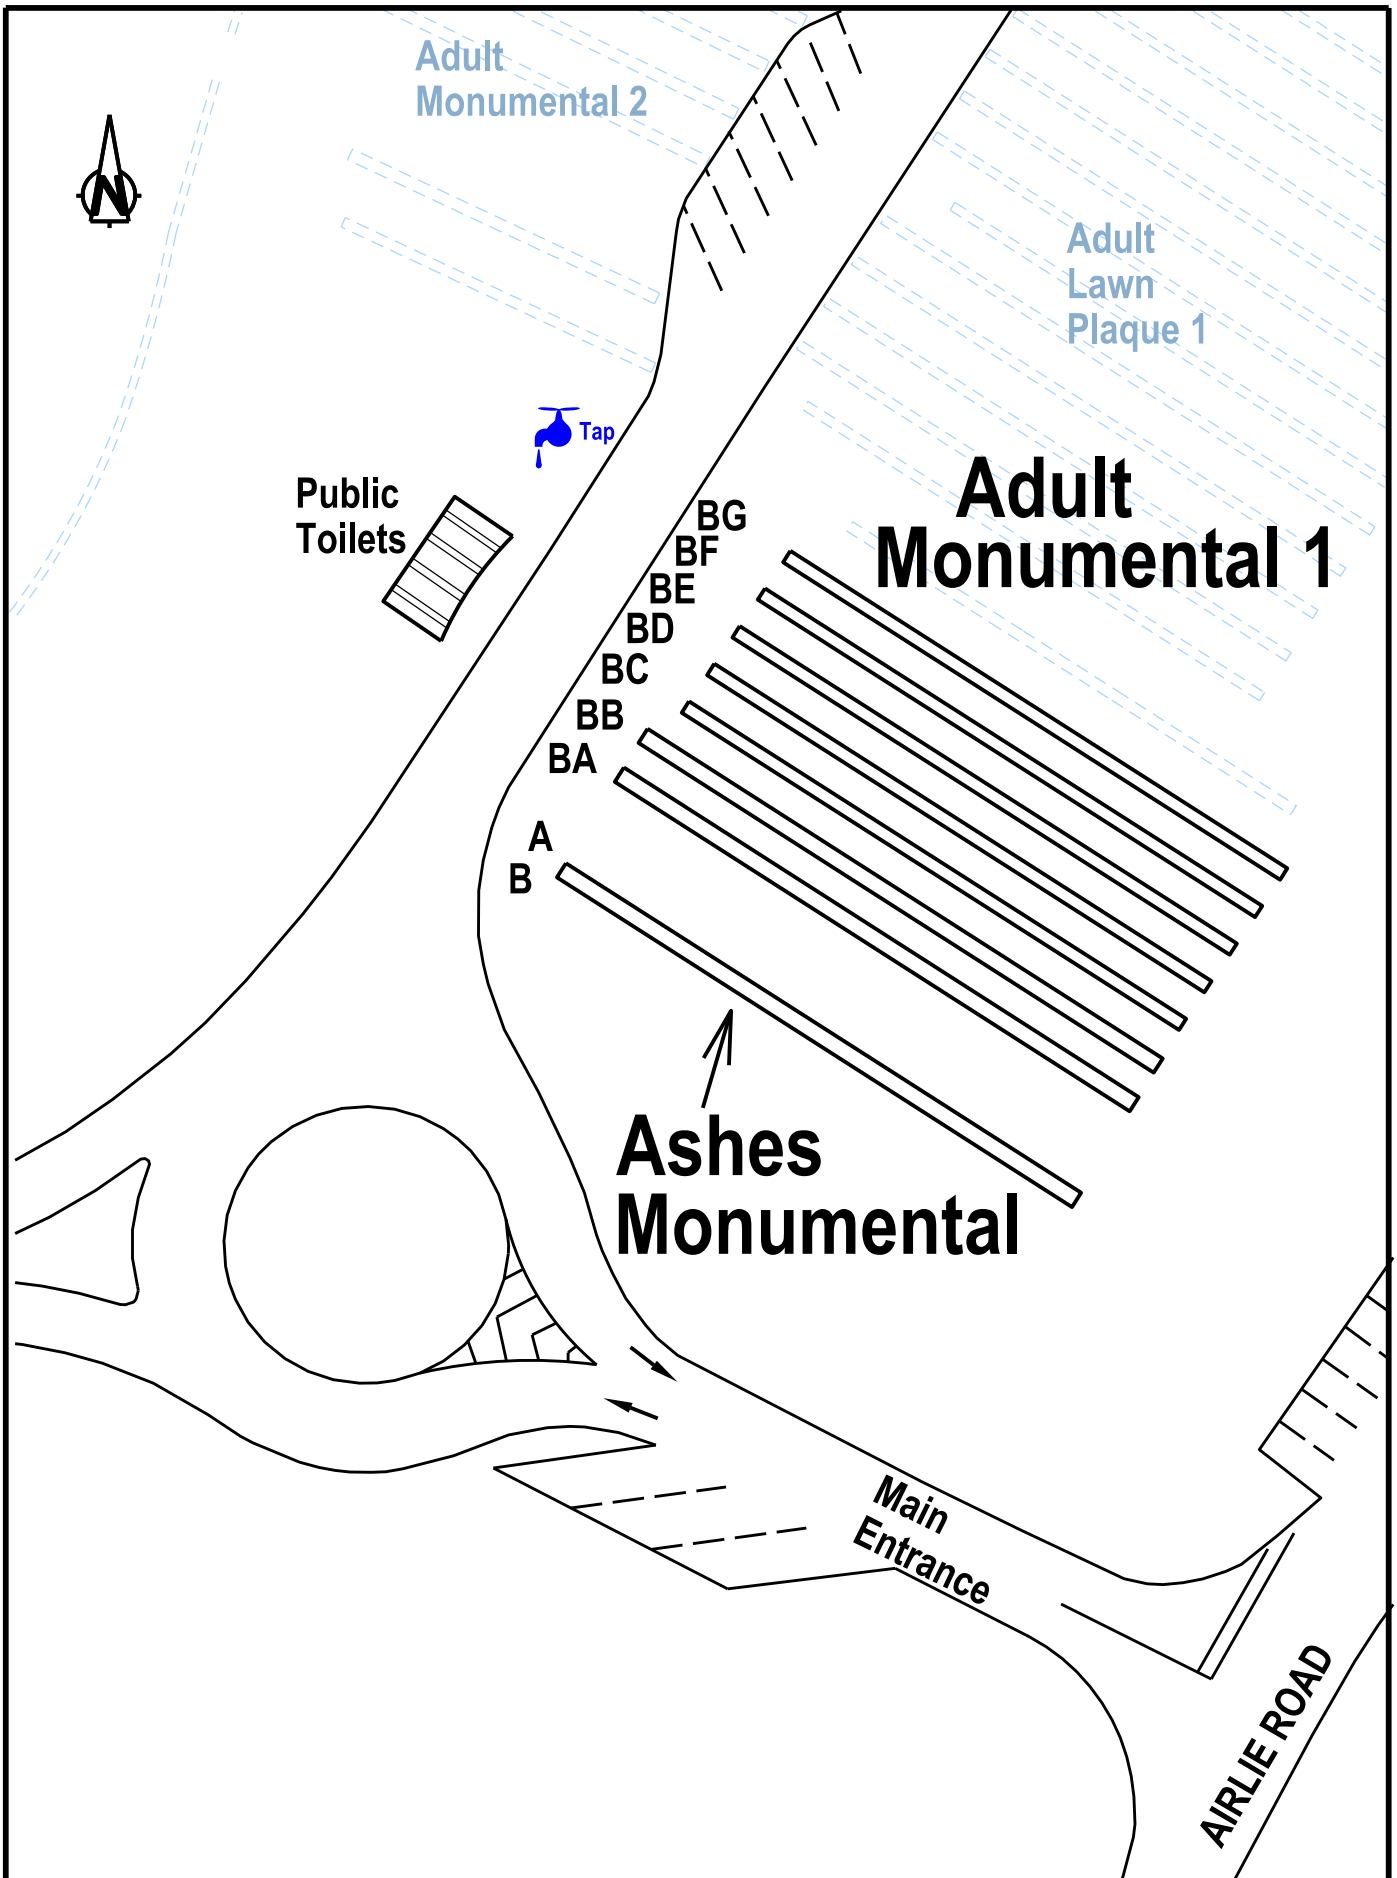 Adult
Monumental 2
N
Adult
Lawn
Plaque 1
Tap
Public
Toilets
Adult
Monumental 1
BG
BF
BE
BD
BC
BB
BA
A
B
Ashes
Monumental
Main
Entrance
AIRLIE ROAD